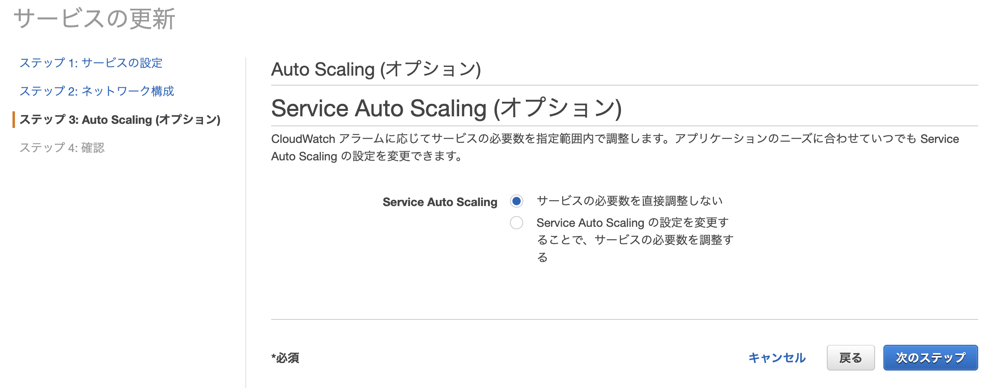 サービスの更新
ステップ 1: サービスの設定
ステップ 2: ネットワーク構成
ステップ 3: Auto Scaling (オプション)
ステップ 4: 確認
Auto Scaling (オプション)
Service Auto Scaling (オプション)
CloudWatch アラームに応じてサービスの必要数を指定範囲内で調整します。アプリケーションのニーズに合わせていつでも Service
Auto Scaling の設定を変更できます。
Service Auto Scaling
サービスの必要数を直接調整しない
Service Auto Scaling の設定を変更す
ることで、サービスの必要数を調整す
る
*必須
キャンセル
戻る
次のステップ